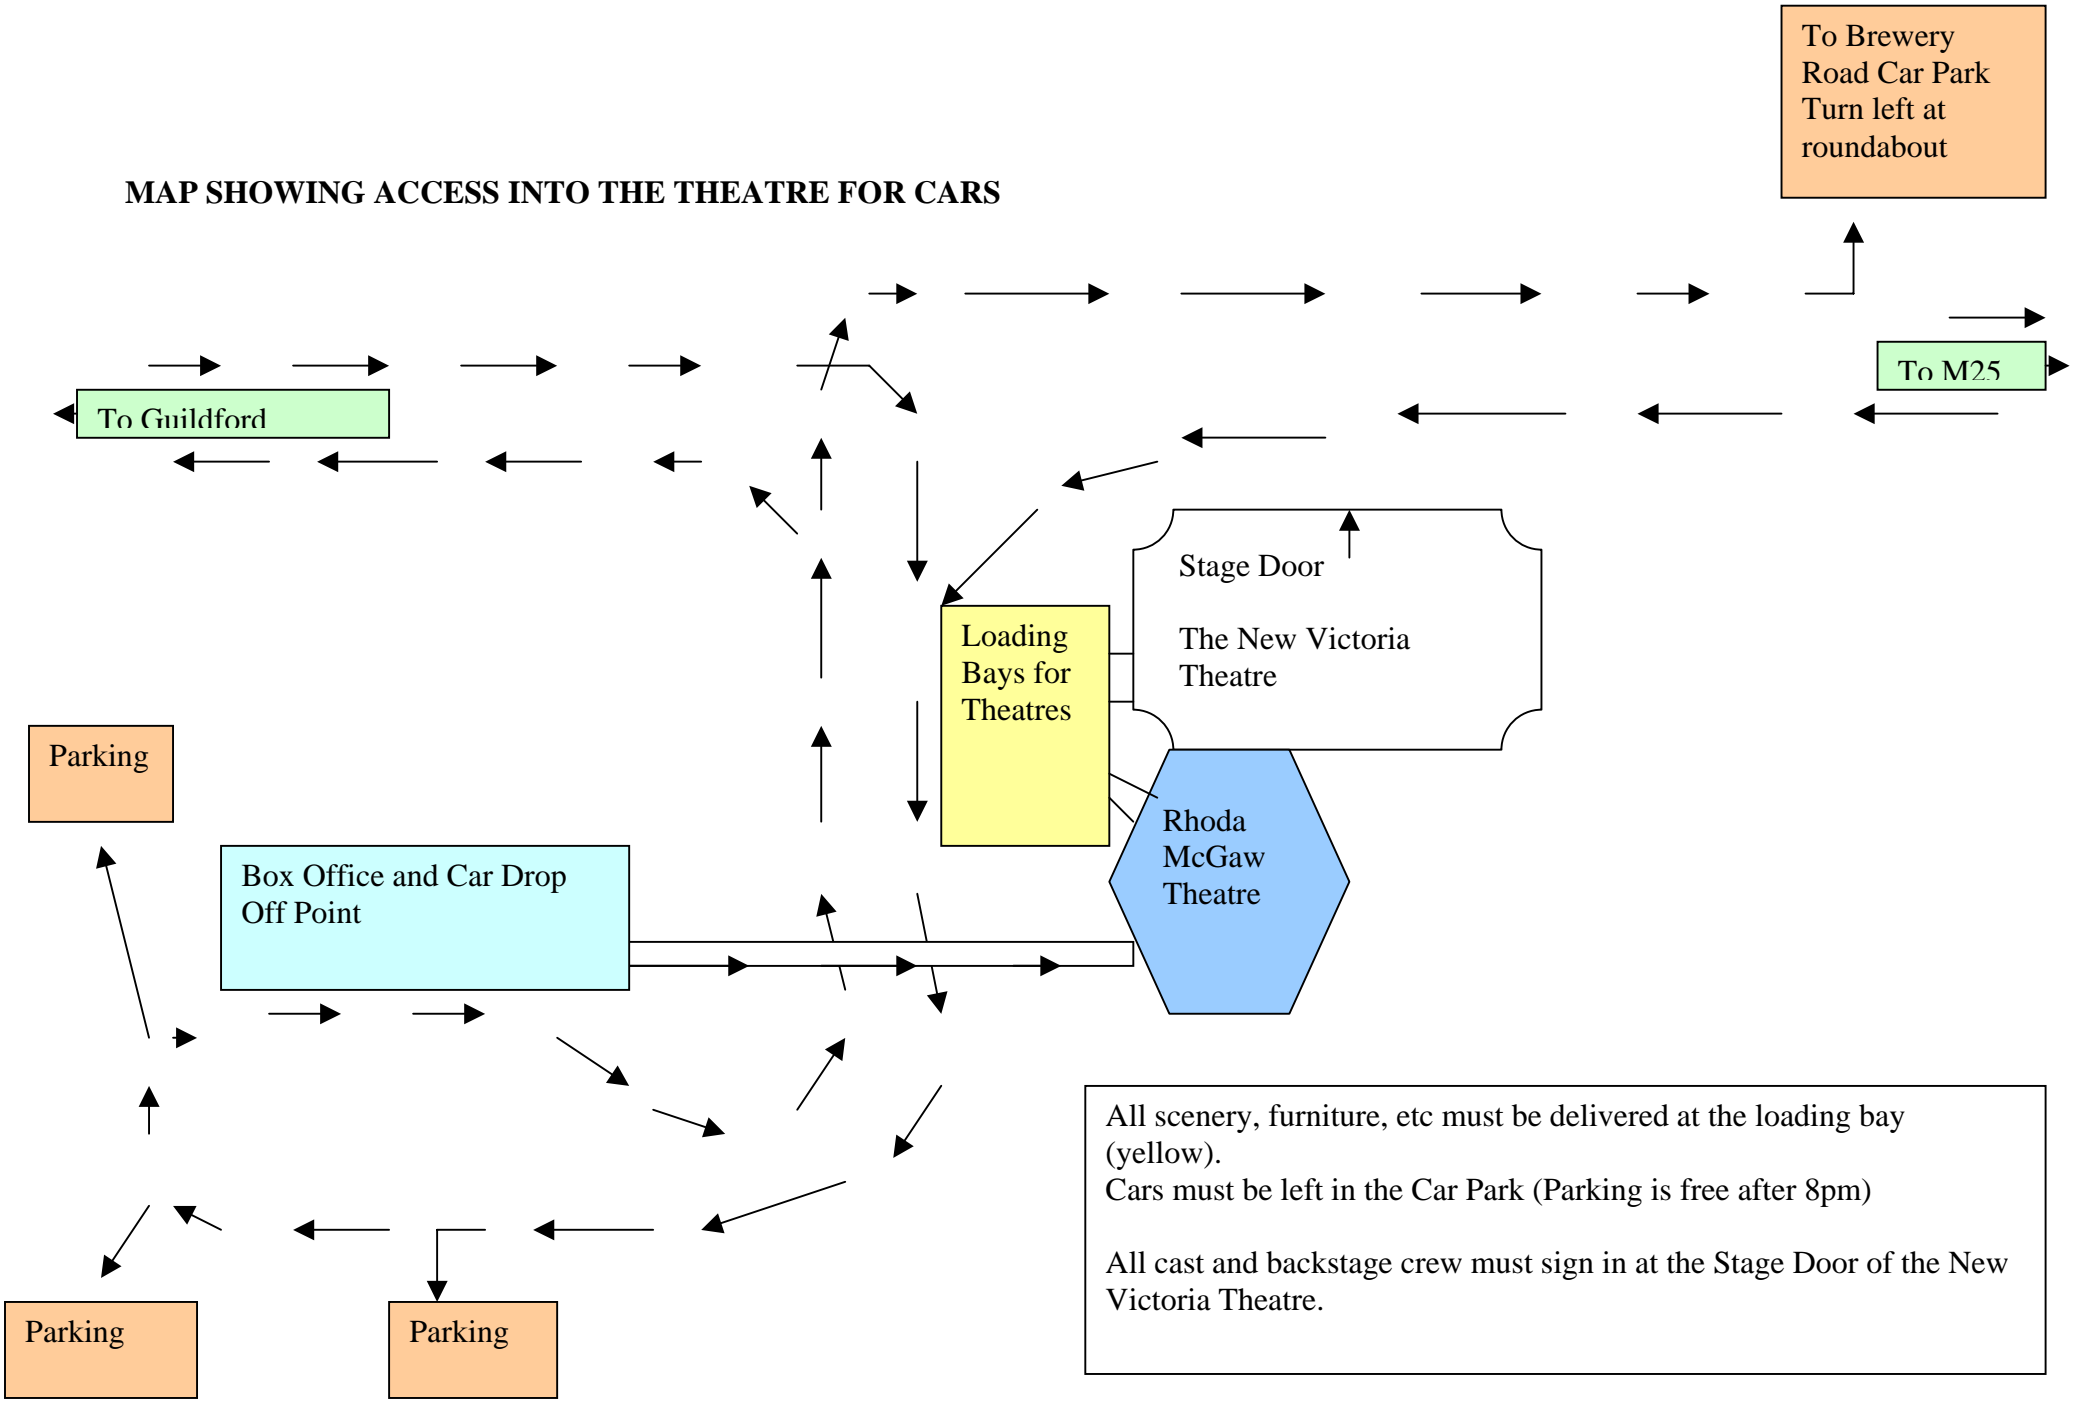 To Brewery
Road Car Park
Turn left at
roundabout
MAP SHOWING ACCESS INTO THE THEATRE FOR CARS
To M25
To Guildford
Stage Door
The New Victoria
Theatre
Loading
Bays for
Theatres
Parking
Rhoda
McGaw
Theatre
Box Office and Car Drop
Off Point
All scenery, furniture, etc must be delivered at the loading bay
(yellow).
Cars must be left in the Car Park (Parking is free after 8pm)
All cast and backstage crew must sign in at the Stage Door of the New
Victoria Theatre.
Parking
Parking